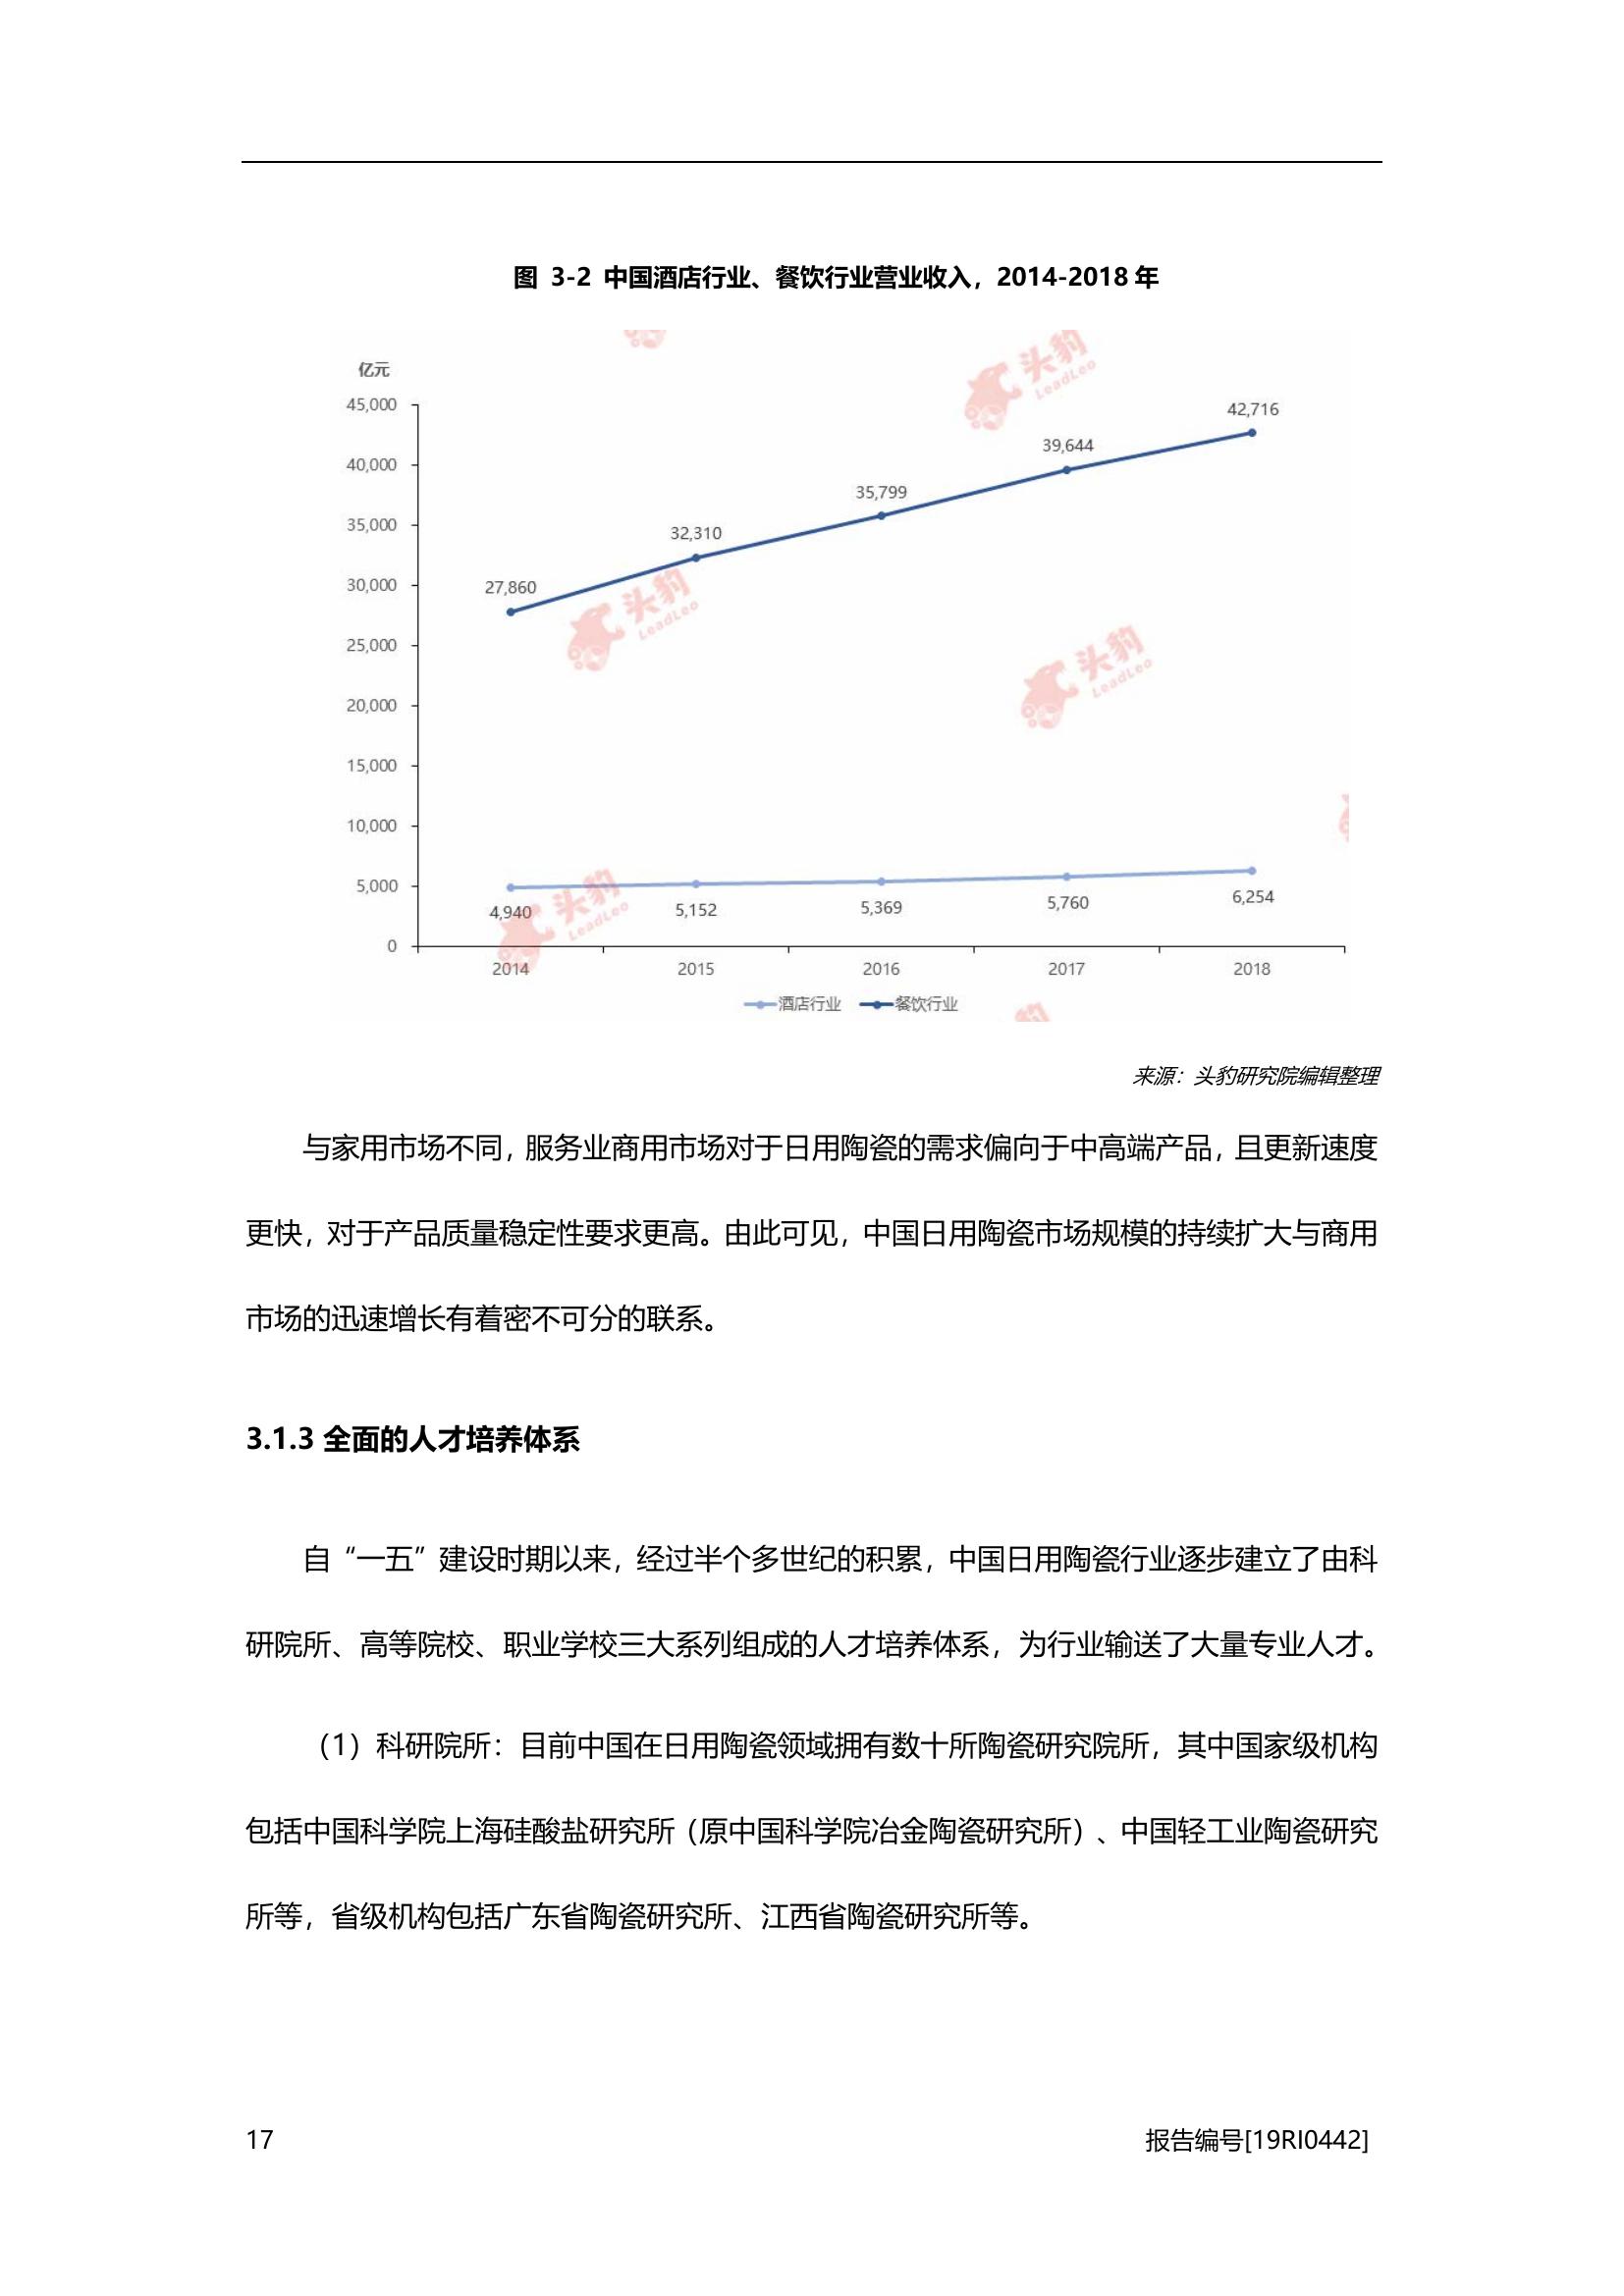 图 3-2 中国酒店行业、餐饮行业营业收入，2014-2018 年
亿元
45,000
40,000
35,000
30,000
25,000
20,000
15,000
10,000
5,000
0
27,860
32,310
35,799
39,644
42,716
4,940
5,152
5,369
5,760
6,254
2014
2015
2016
2017
2018
酒店行业 餐饮行业
头豹
LeadLeo
头豹
LeadLeo
头豹
LeadLeo
头豹
LeadLeo
来源：头豹研究院编辑整理
与家用市场不同，服务业商用市场对于日用陶瓷的需求偏向于中高端产品，且更新速度
更快，对于产品质量稳定性要求更高。由此可见，中国日用陶瓷市场规模的持续扩大与商用
市场的迅速增长有着密不可分的联系。
3.1.3 全面的人才培养体系
自“一五”建设时期以来，经过半个多世纪的积累，中国日用陶瓷行业逐步建立了由科
研院所、高等院校、职业学校三大系列组成的人才培养体系，为行业输送了大量专业人才。
（1）科研院所：目前中国在日用陶瓷领域拥有数十所陶瓷研究院所，其中国家级机构
包括中国科学院上海硅酸盐研究所（原中国科学院冶金陶瓷研究所）、中国轻工业陶瓷研究
所等，省级机构包括广东省陶瓷研究所、江西省陶瓷研究所等。
17
报告编号[19RI0442]